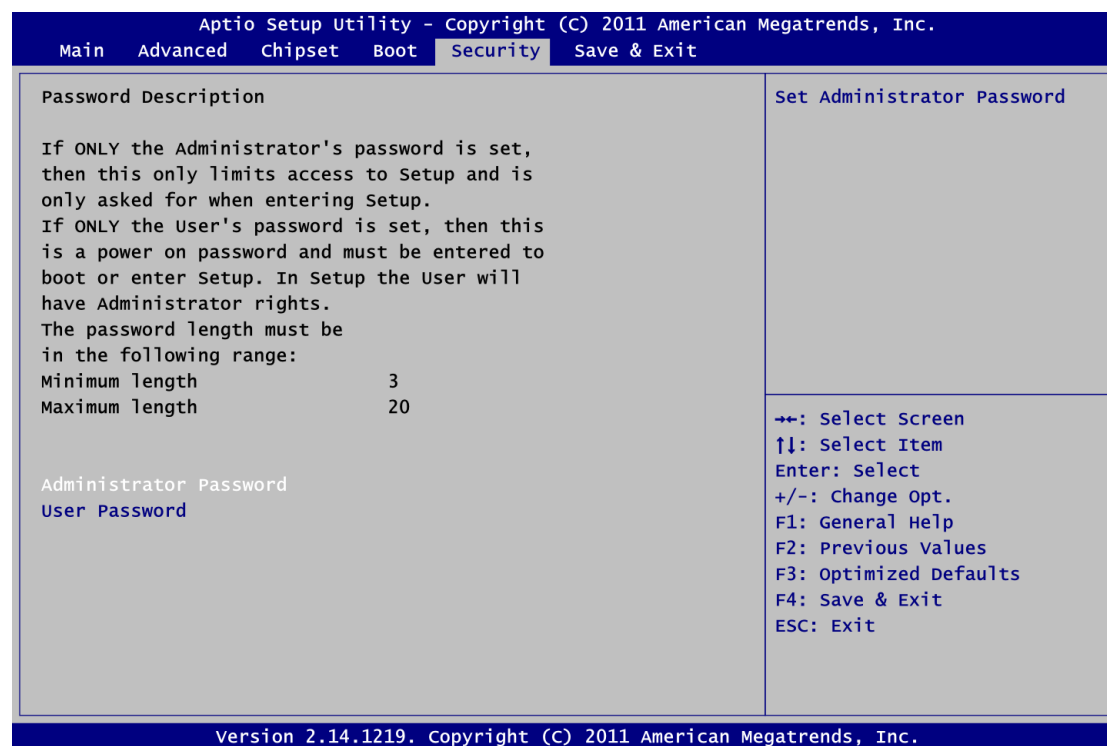 Aptio Setup Utility – Copyright (C) 2011 American Megatrends, Inc.
Main Advanced Chipset Boot Security Save & Exit
Password Description
If ONLY the Administrator's password is set,
then this only limits access to Setup and is
only asked for when entering Setup.
If ONLY the User's password is set, then this
is a power on password and must be entered to
boot or enter Setup. In Setup the User will
have Administrator rights.
The password length must be
in the following range:
Minimum length 3
Maximum length 20
Administrator Password
User Password
Set Administrator Password
→←: Select Screen
↑↓: Select Item
Enter: Select
+/-: Change Opt.
F1: General Help
F2: Previous Values
F3: Optimized Defaults
F4: Save & Exit
ESC: Exit
Version 2.14.1219. Copyright (C) 2011 American Megatrends, Inc.